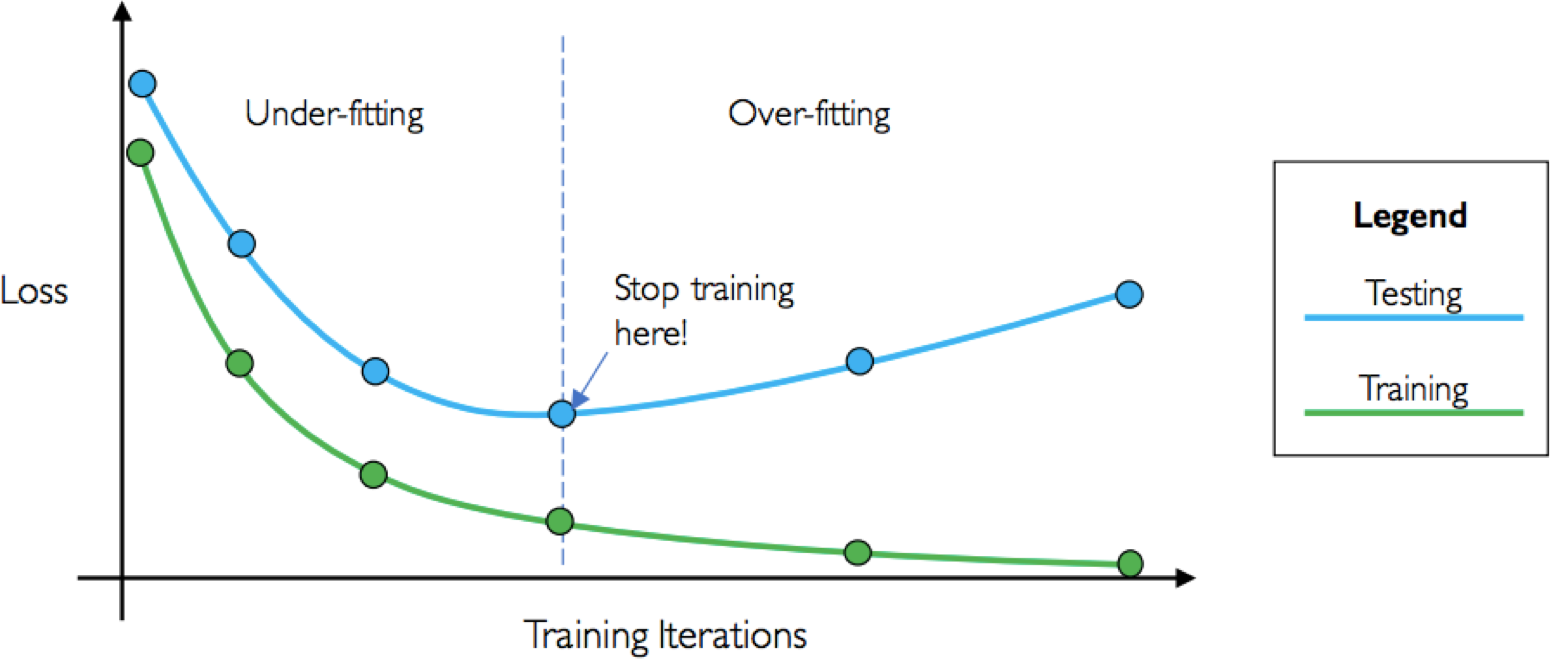 Under-fitting
Over-fitting
Legend
Loss
Stop training
here!
Testing
Training
Training Iterations